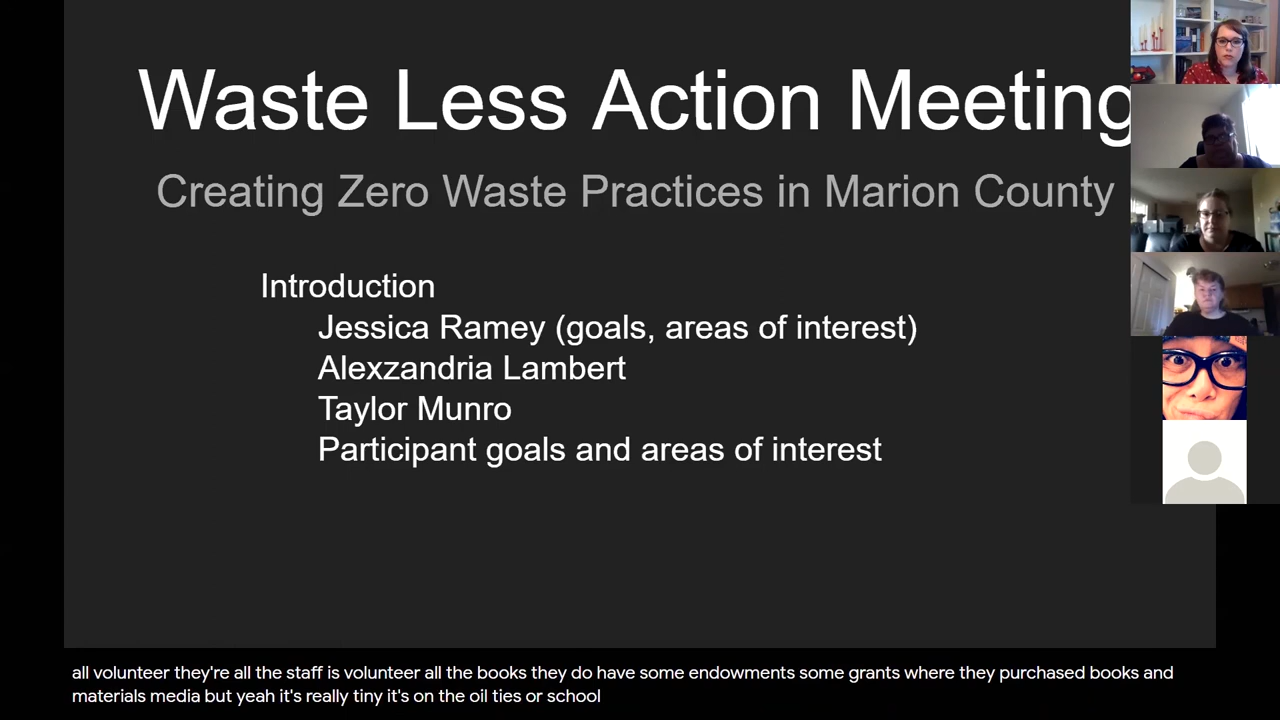 Waste Less Action Meeting
Creating Zero Waste Practices in Marion County
Introduction
Jessica Ramey (goals, areas of interest)
Alexzandria Lambert
Taylor Munro
Participant goals and areas of interest
all volunteer they're all the staff is volunteer all the books they do have some endowments some grants where they purchased books and
materials media but yeah it's really tiny it's on the oil ties or school